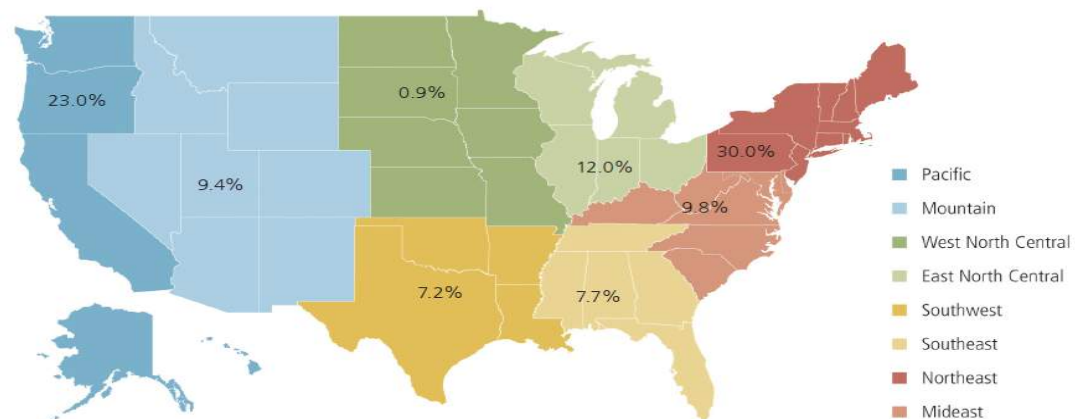 23.0%
0.9%
30.0%
12.0%
9.4%
9.8%
7.2%
7.7%
Pacific
Mountain
West North Central
East North Central
Southwest
Southeast
Northeast
Mideast